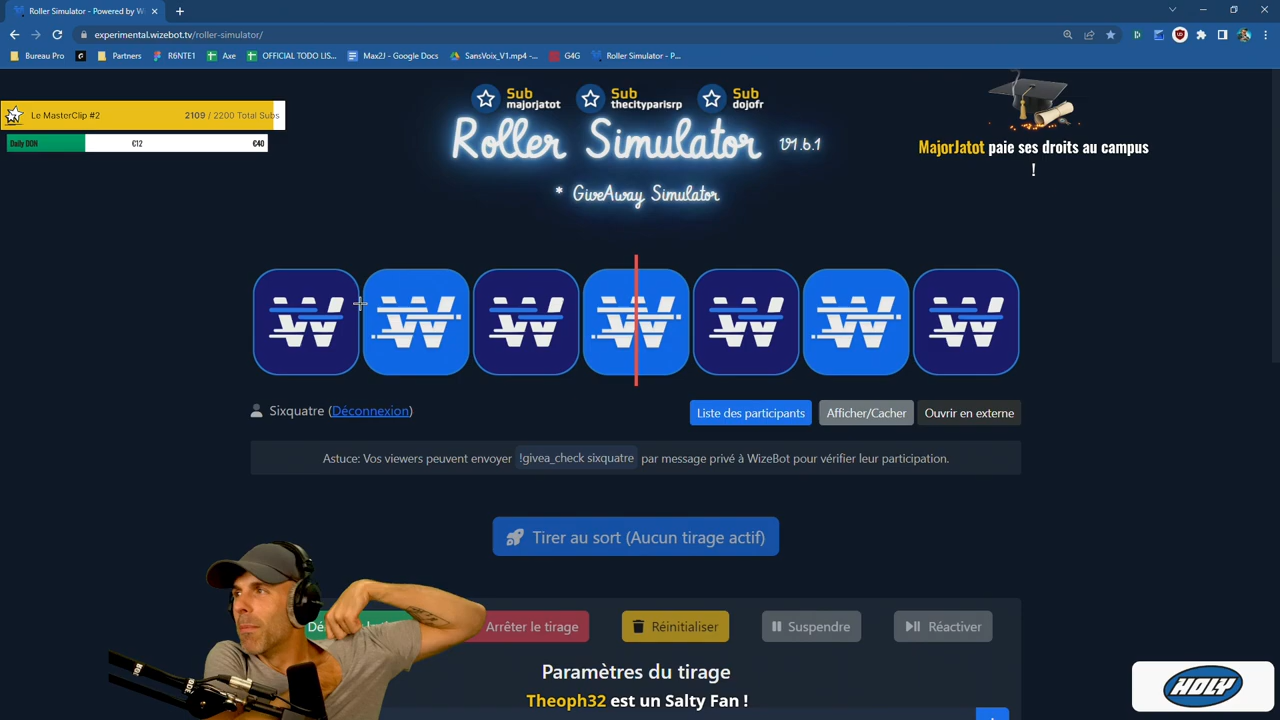 Roller Simulator - Powered by W
experimental.wizebot.tv/roller-simulator/
Bureau Pro
Partners
R6NTE1
Axe
OFFICIAL TODO LIS...
Max2J - Google Docs
SansVoix_V1.mp4 -...
G4G
Roller Simulator - P...
Sub
majorjatot
Sub
thecityparisrp
Sub
dojofr
Le MasterClip #2
2109 / 2200 Total Subs
Daily DON
€12
€40
Roller Simulator
V1.6.1
* GiveAway Simulator
MajorJatot paie ses droits au campus
!
Sixquatre (Déconnexion)
Liste des participants
Afficher/Cacher
Ouvrir en externe
Astuce: Vos viewers peuvent envoyer !givea_check sixquatre par message privé à WizeBot pour vérifier leur participation.
Tirer au sort (Aucun tirage actif)
Arrêter le tirage
Réinitialiser
Suspendre
Réactiver
Paramètres du tirage
Theoph32 est un Salty Fan !
HOLY